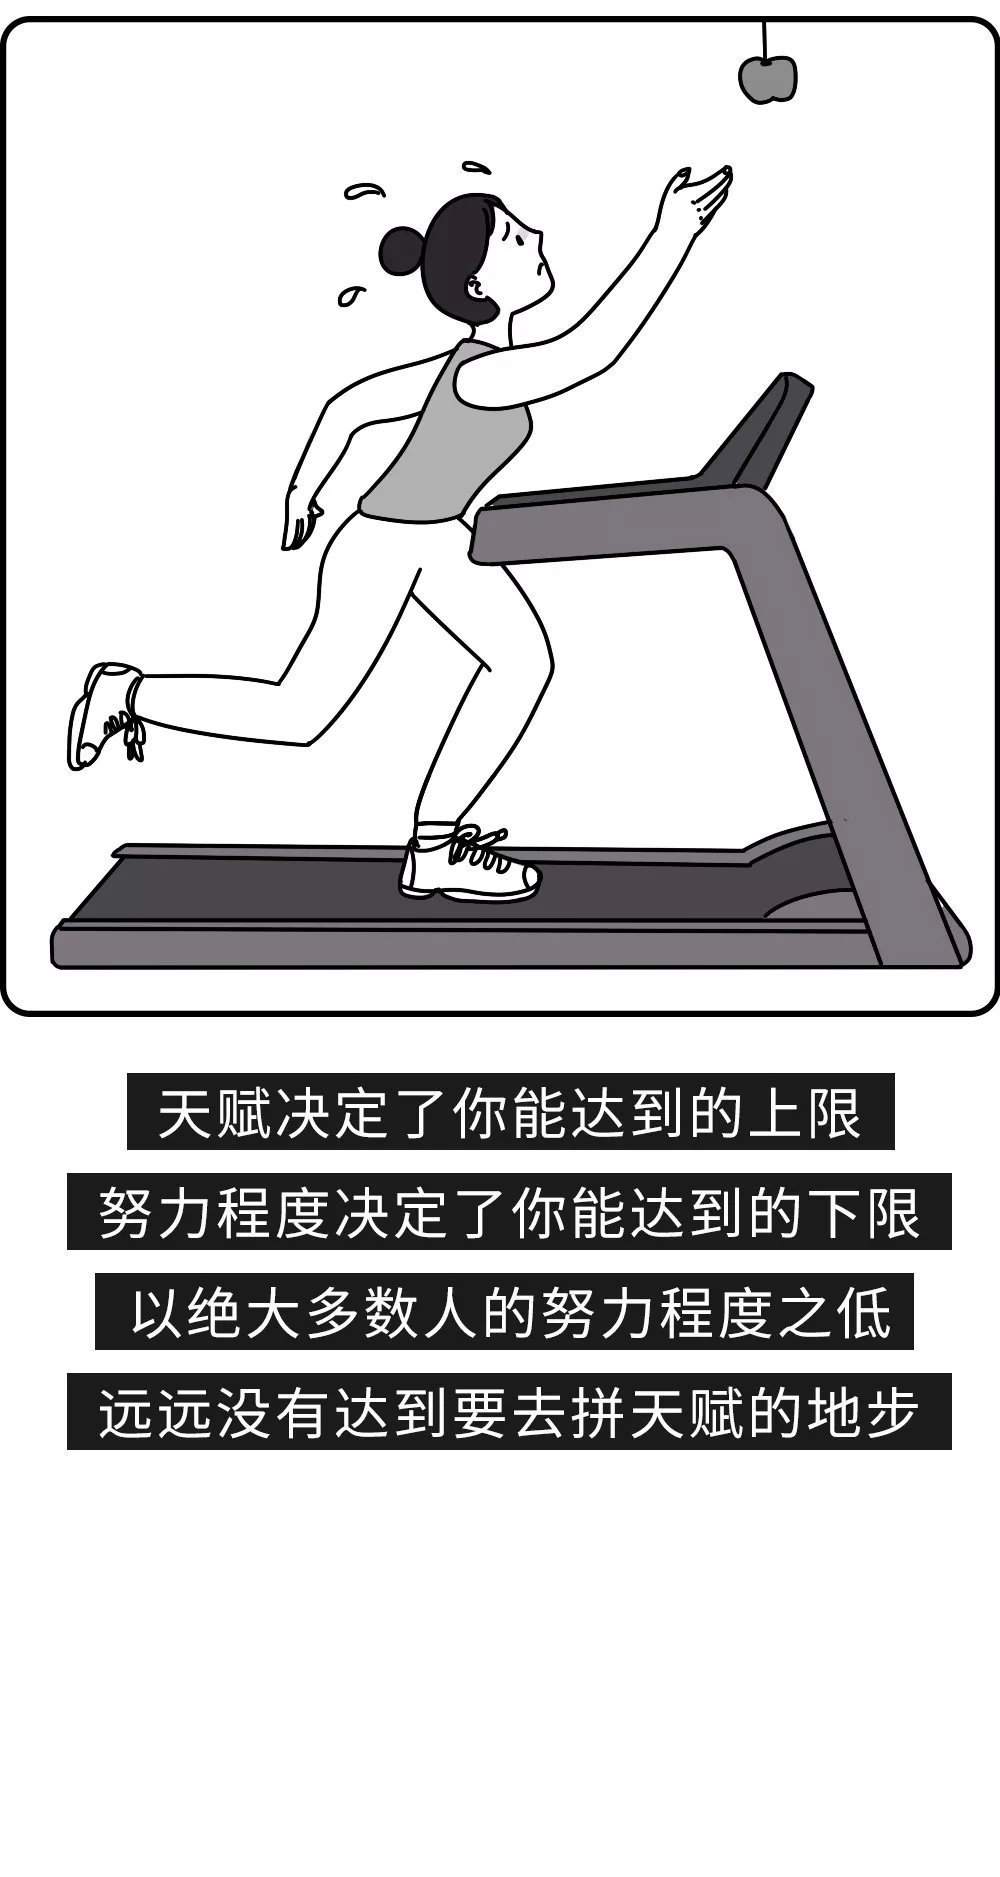 天赋决定了你能达到的上限
努力程度决定了你能达到的下限
以绝大多数人的努力程度之低
远远没有达到要去拼天赋的地步